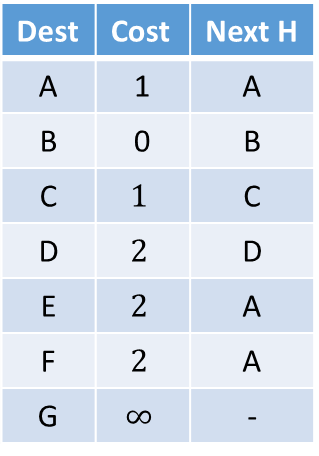 Dest Cost Next H
A 1 A
B 0 B
C 1 C
D 2 D
E 2 A
F 2 A
G ∞ -